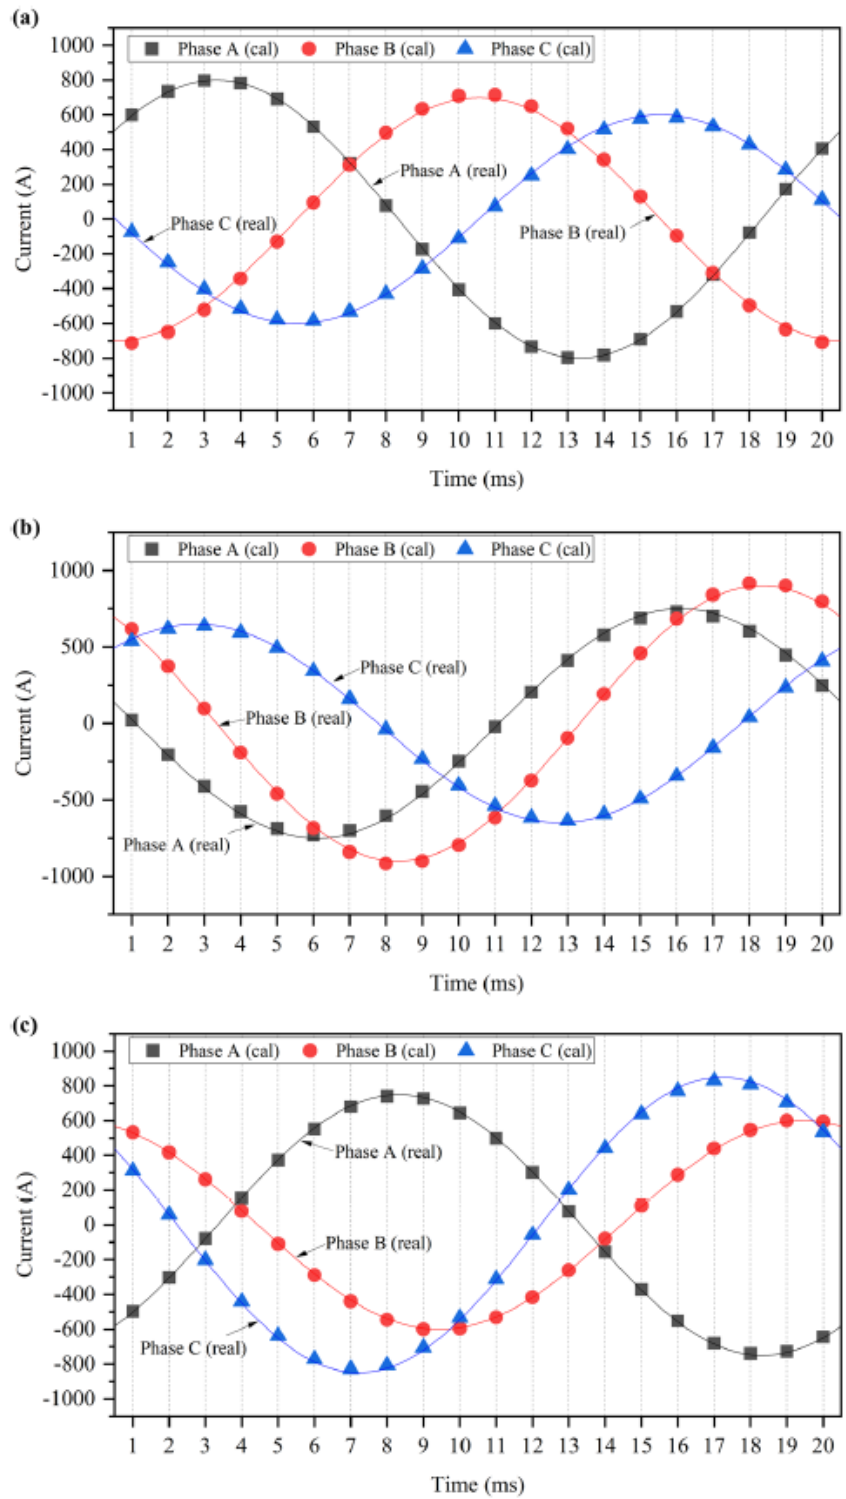 (a)
Phase A (cal) Phase B (cal) Phase C (cal)
1000
800
600
400
200
0
-200
-400
-600
-800
-1000
Current (A)
Phase A (real)
Phase C (real)
Phase B (real)
1 2 3 4 5 6 7 8 9 10 11 12 13 14 15 16 17 18 19 20
Time (ms)
(b)
Phase A (cal) Phase B (cal) Phase C (cal)
1000
500
0
-500
-1000
Current (A)
Phase C (real)
Phase B (real)
Phase A (real)
1 2 3 4 5 6 7 8 9 10 11 12 13 14 15 16 17 18 19 20
Time (ms)
(c)
Phase A (cal) Phase B (cal) Phase C (cal)
1000
800
600
400
200
0
-200
-400
-600
-800
-1000
Current (A)
Phase A (real)
Phase B (real)
Phase C (real)
1 2 3 4 5 6 7 8 9 10 11 12 13 14 15 16 17 18 19 20
Time (ms)